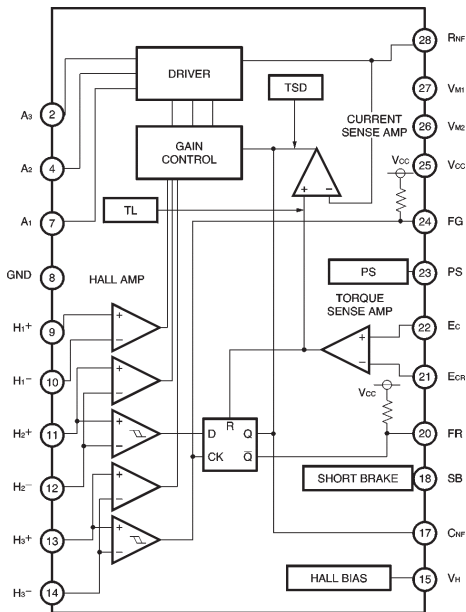 28 RNF
DRIVER
TSD
27 VM1
A3 2
CURRENT
SENSE AMP
26 VM2
GAIN
CONTROL
A2 4
VCC
25 VCC
+ −
TL
A1 7
24 FG
GND 8
HALL AMP
PS
23 PS
TORQUE
SENSE AMP
H1+ 9
+
−
22 EC
+
−
H1− 10
21 ECR
+
−
VCC
H2+ 11
+
−
D R Q
CK Q
20 FR
H2− 12
SHORT BRAKE
18 SB
+
−
H3+ 13
+
−
17 CNF
H3− 14
HALL BIAS
15 VH